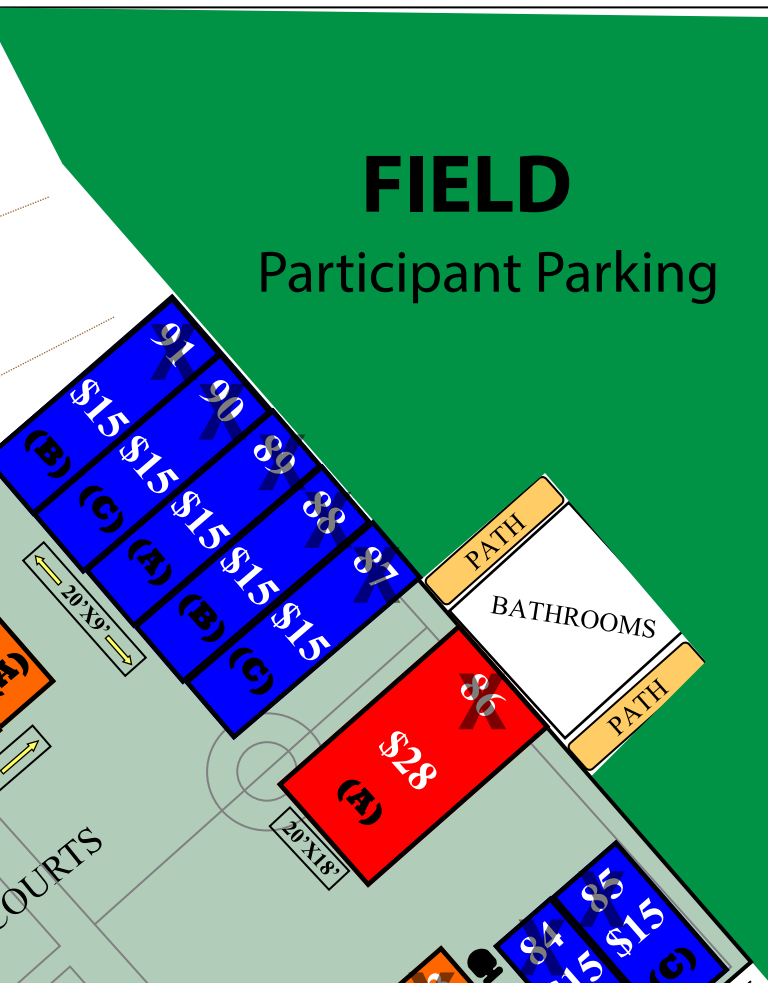 FIELD
Participant Parking
91
$15
(B)
90
$15
(C)
89
$15
(A)
88
$15
(B)
87
$15
(C)
20'X9'
PATH
BATHROOMS
PATH
86
$28
(A)
20'X18'
A)
COURTS
85
$15
(C)
84
$15